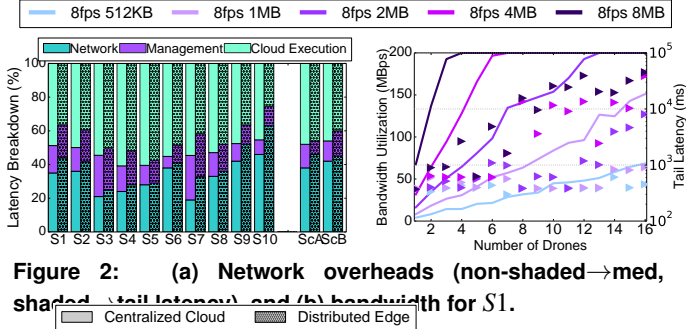 8fps 512KB 8fps 1MB 8fps 2MB 8fps 4MB 8fps 8MB
Network Management Cloud Execution
Latency Breakdown (%)
100
80
60
40
20
0
S1 S2 S3 S4 S5 S6 S7 S8 S9 S10 ScA ScB
Bandwidth Utilization (MBps)
200
150
100
50
0
2 4 6 8 10 12 14 16
Number of Drones
10^5
10^4
10^3
10^2
Tail Latency (ms)
Figure 2: (a) Network overheads (non-shaded→med,
shaded→tail latency), and (b) bandwidth for S1.
Centralized Cloud Distributed Edge